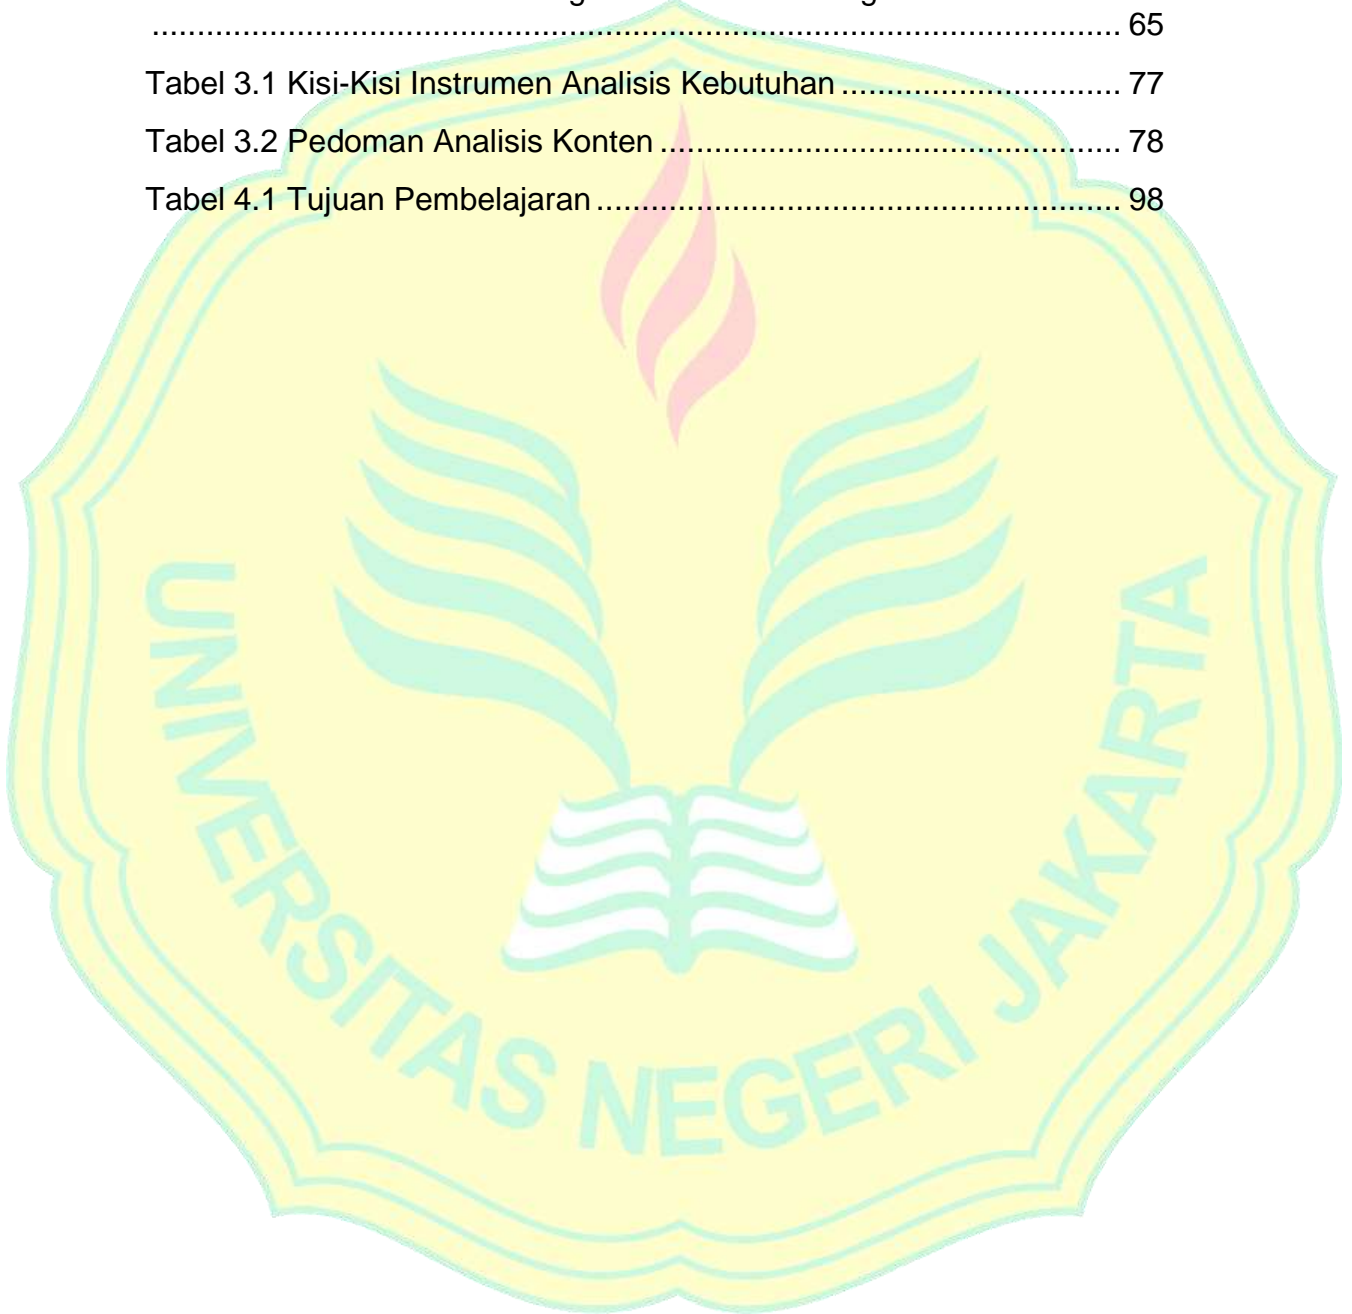 ........................................................................................................... 65
Tabel 3.1 Kisi-Kisi Instrumen Analisis Kebutuhan ............................... 77
Tabel 3.2 Pedoman Analisis Konten ................................................... 78
Tabel 4.1 Tujuan Pembelajaran .......................................................... 98
UNIVERSITAS NEGERI JAKARTA